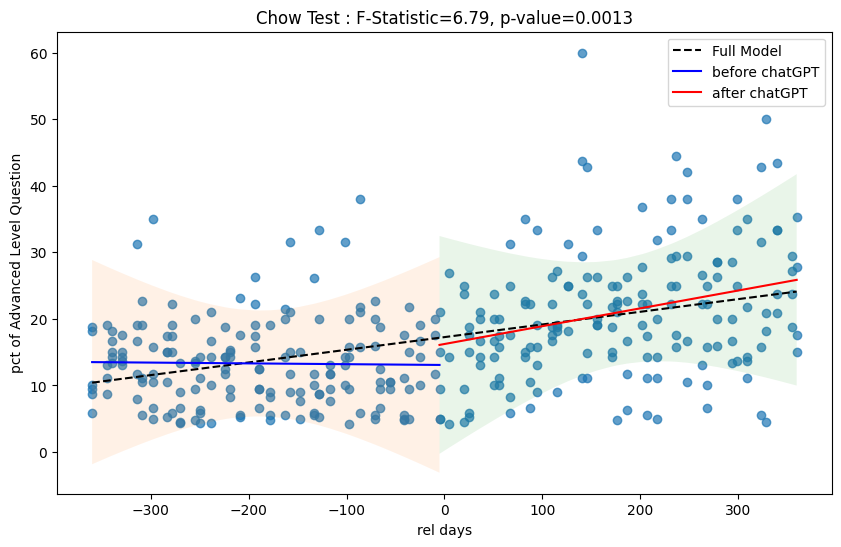 Chow Test : F-Statistic=6.79, p-value=0.0013
Full Model
before chatGPT
after chatGPT
pct of Advanced Level Question
60
50
40
30
20
10
0
−300
−200
−100
0
100
200
300
rel days